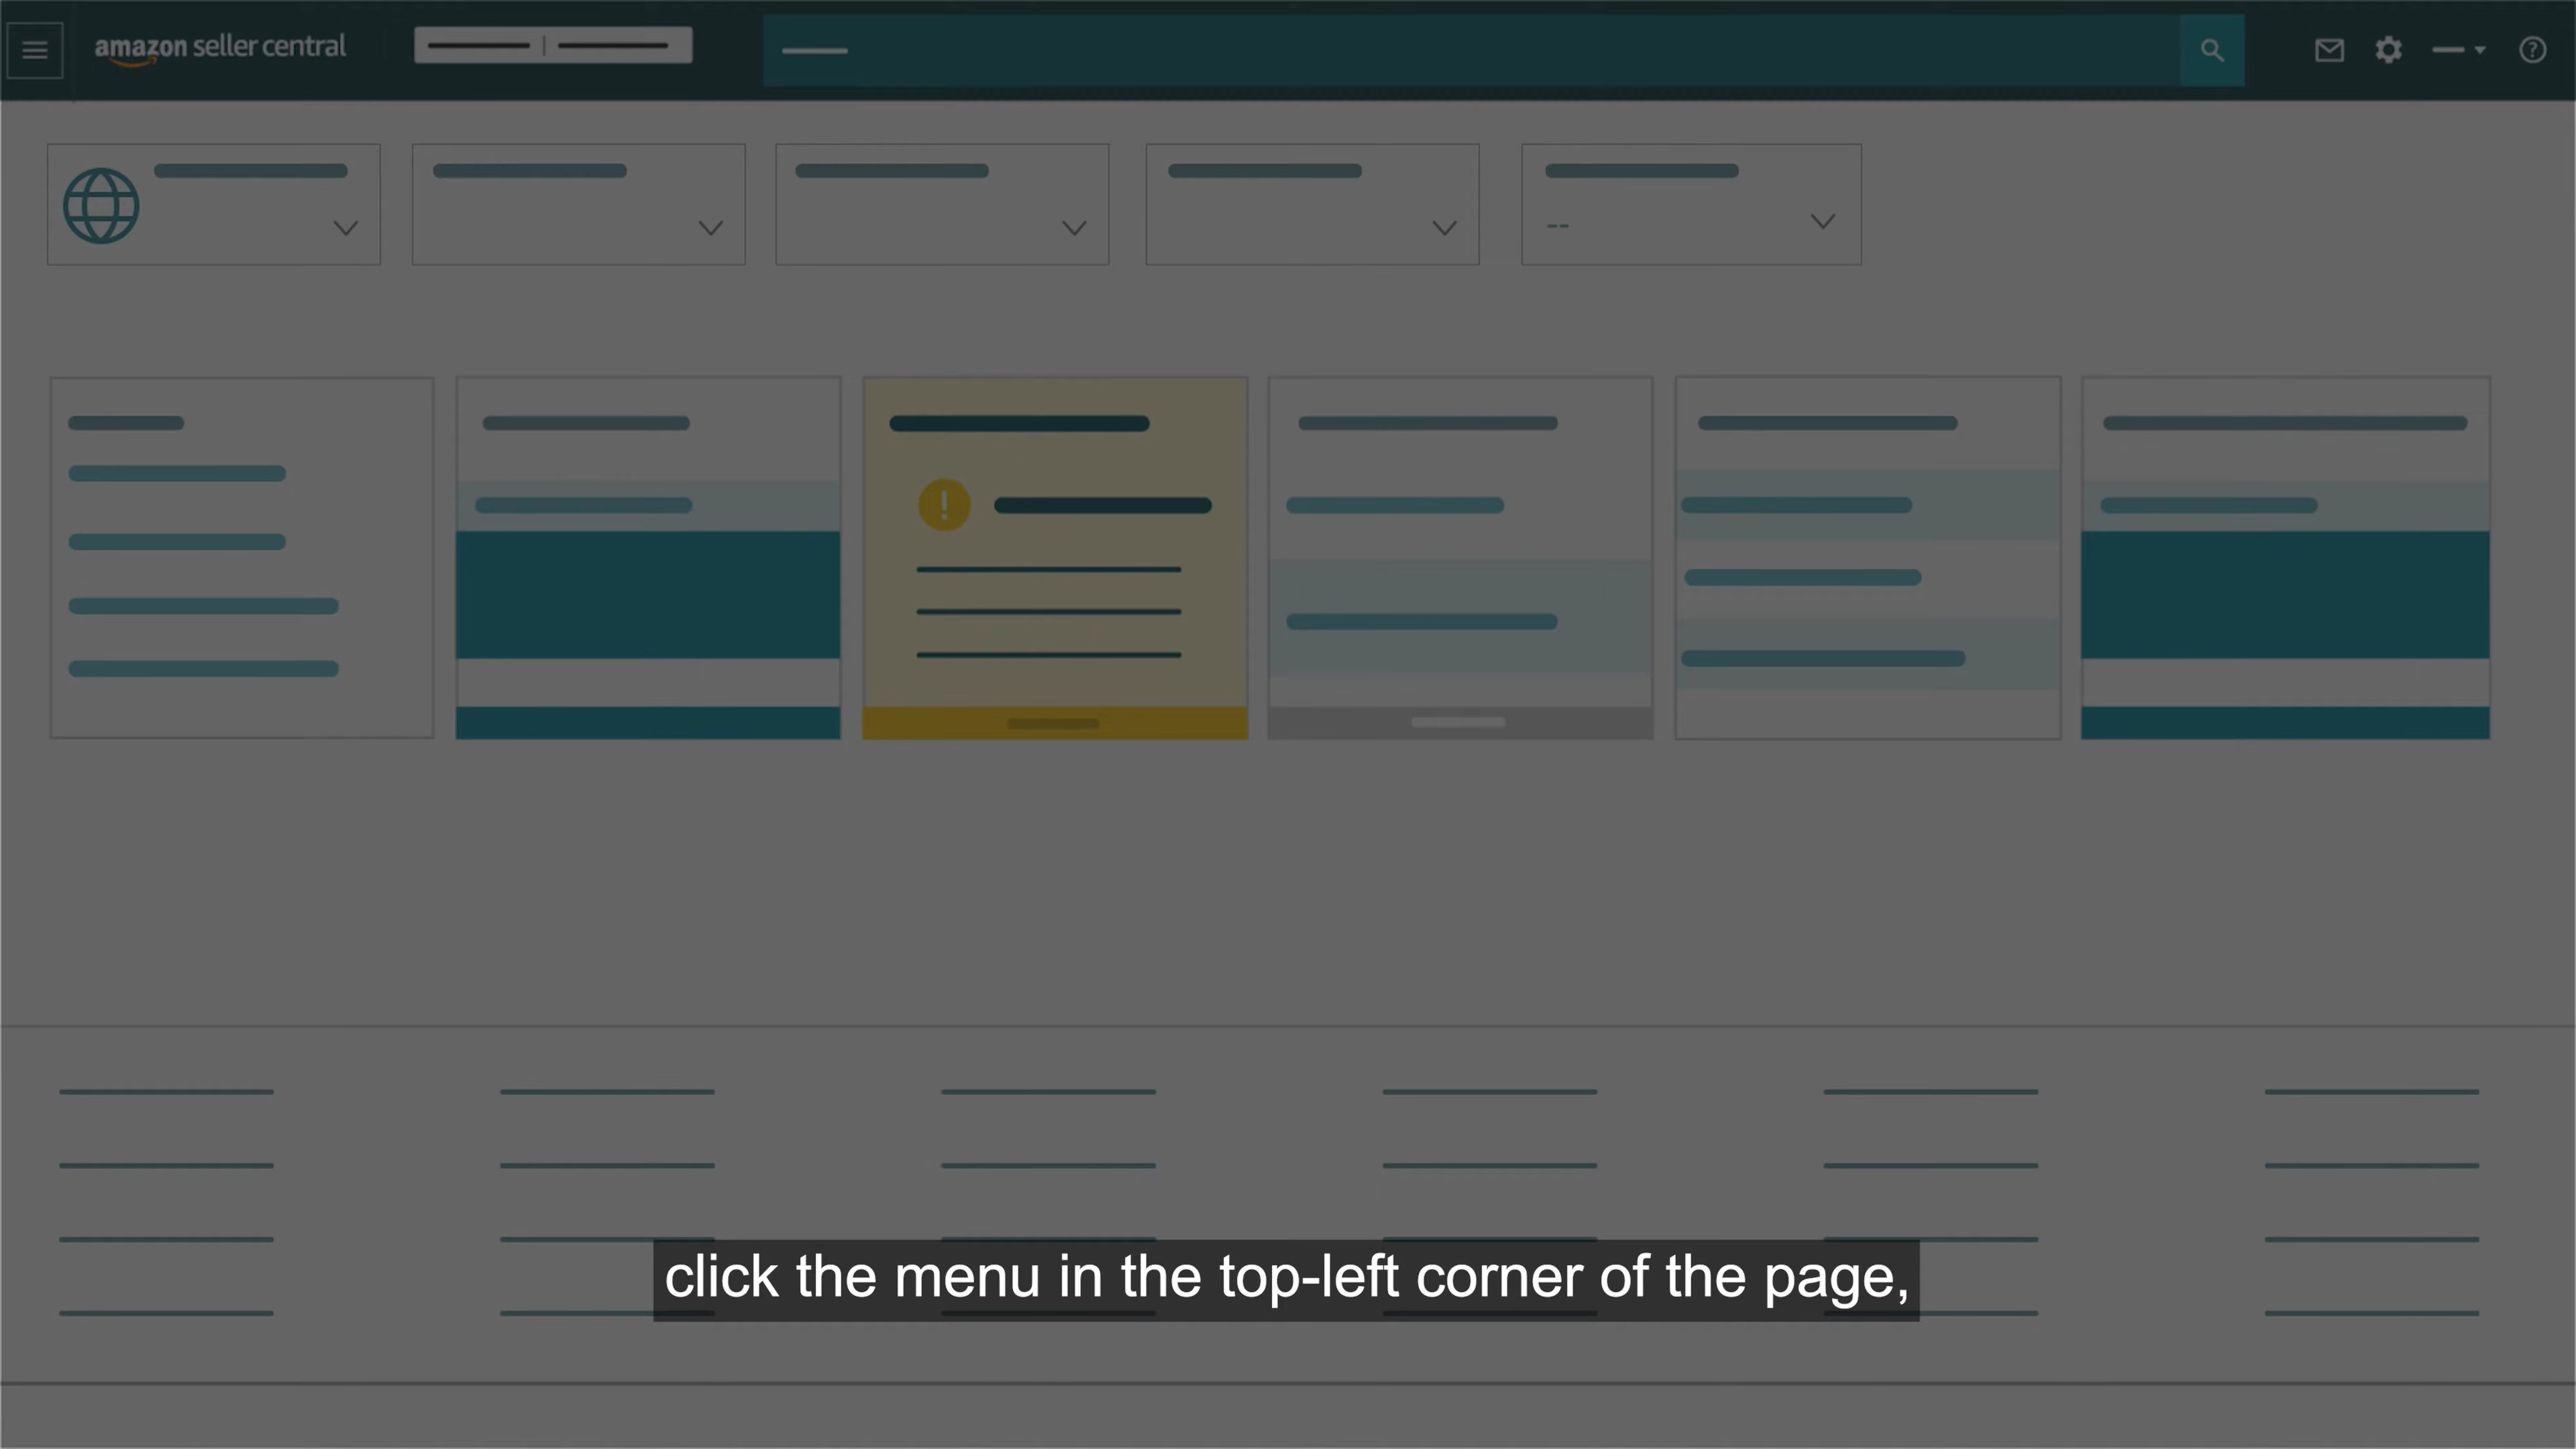 amazon seller central
--
click the menu in the top-left corner of the page,